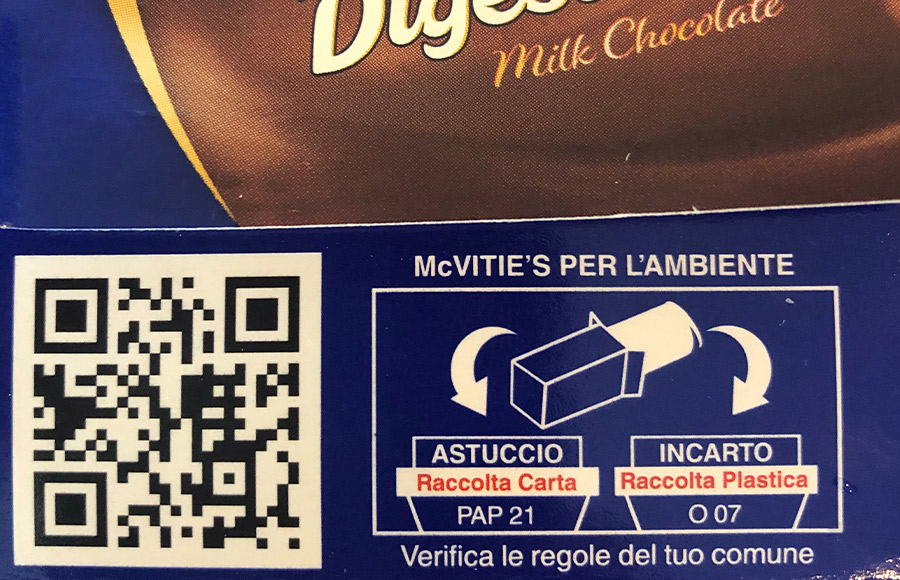 Milk Chocolate
McVITIE'S PER L'AMBIENTE
ASTUCCIO
Raccolta Carta
PAP 21
INCARTO
Raccolta Plastica
O 07
Verifica le regole del tuo comune